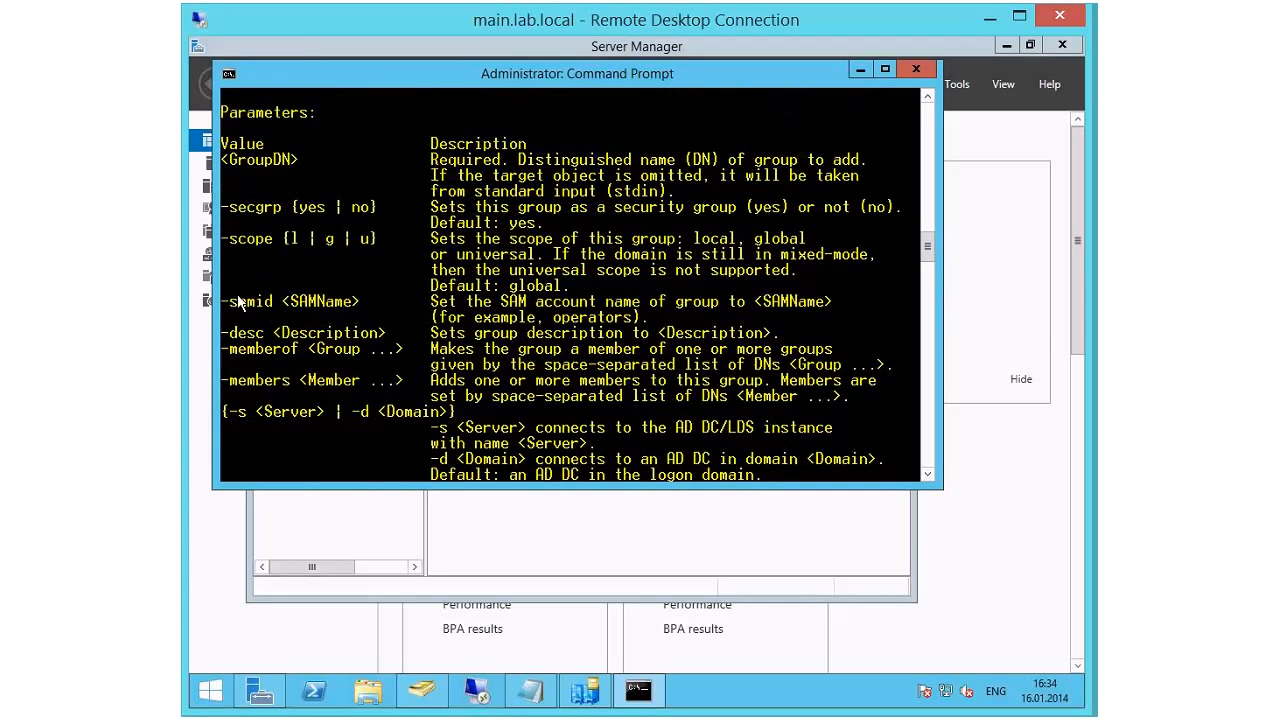 main.lab.local - Remote Desktop Connection
Server Manager
Administrator: Command Prompt
Tools View Help
Parameters:
Value Description
<GroupDN> Required. Distinguished name (DN) of group to add.
If the target object is omitted, it will be taken
from standard input (stdin).
-secgrp {yes | no} Sets this group as a security group (yes) or not (no).
Default: yes.
-scope {l | g | u} Sets the scope of this group: local, global
or universal. If the domain is still in mixed-mode,
then the universal scope is not supported.
Default: global.
-samid <SAMName> Set the SAM account name of group to <SAMName>
(for example, operators).
-desc <Description> Sets group description to <Description>.
-memberof <Group ...> Makes the group a member of one or more groups
given by the space-separated list of DNs <Group ...>.
-members <Member ...> Adds one or more members to this group. Members are
set by space-separated list of DNs <Member ...>.
{-s <Server> | -d <Domain>}
-s <Server> connects to the AD DC/LDS instance
with name <Server>.
-d <Domain> connects to an AD DC in domain <Domain>.
Default: an AD DC in the logon domain.
Hide
Performance Performance
BPA results BPA results
ENG
16:34
16.01.2014